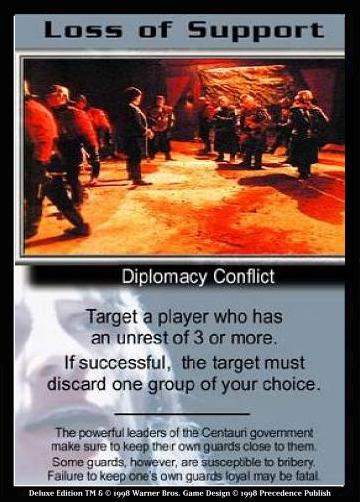 Loss of Support
Diplomacy Conflict
Target a player who has
an unrest of 3 or more.
If successful, the target must
discard one group of your choice.
The powerful leaders of the Centauri government
make sure to keep their own guards close to them.
Some guards, however, are susceptible to bribery.
Failure to keep one's own guards loyal may be fatal.
Deluxe Edition TM & © 1998 Warner Bros. Game Design © 1998 Precedence Publish